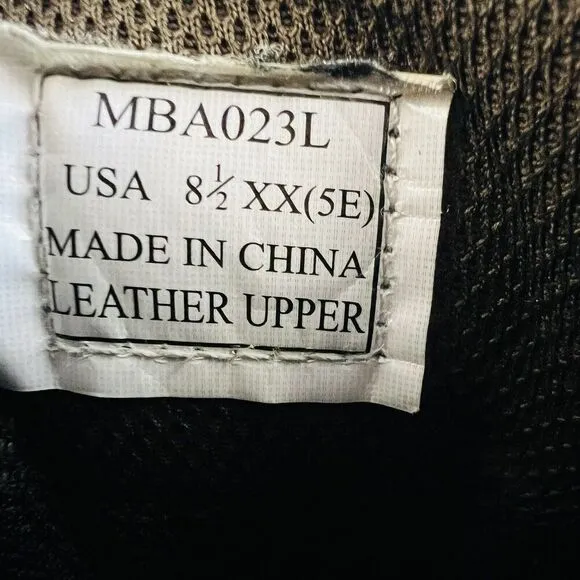 MBA023L
USA 8½ XX(5E)
MADE IN CHINA
LEATHER UPPER